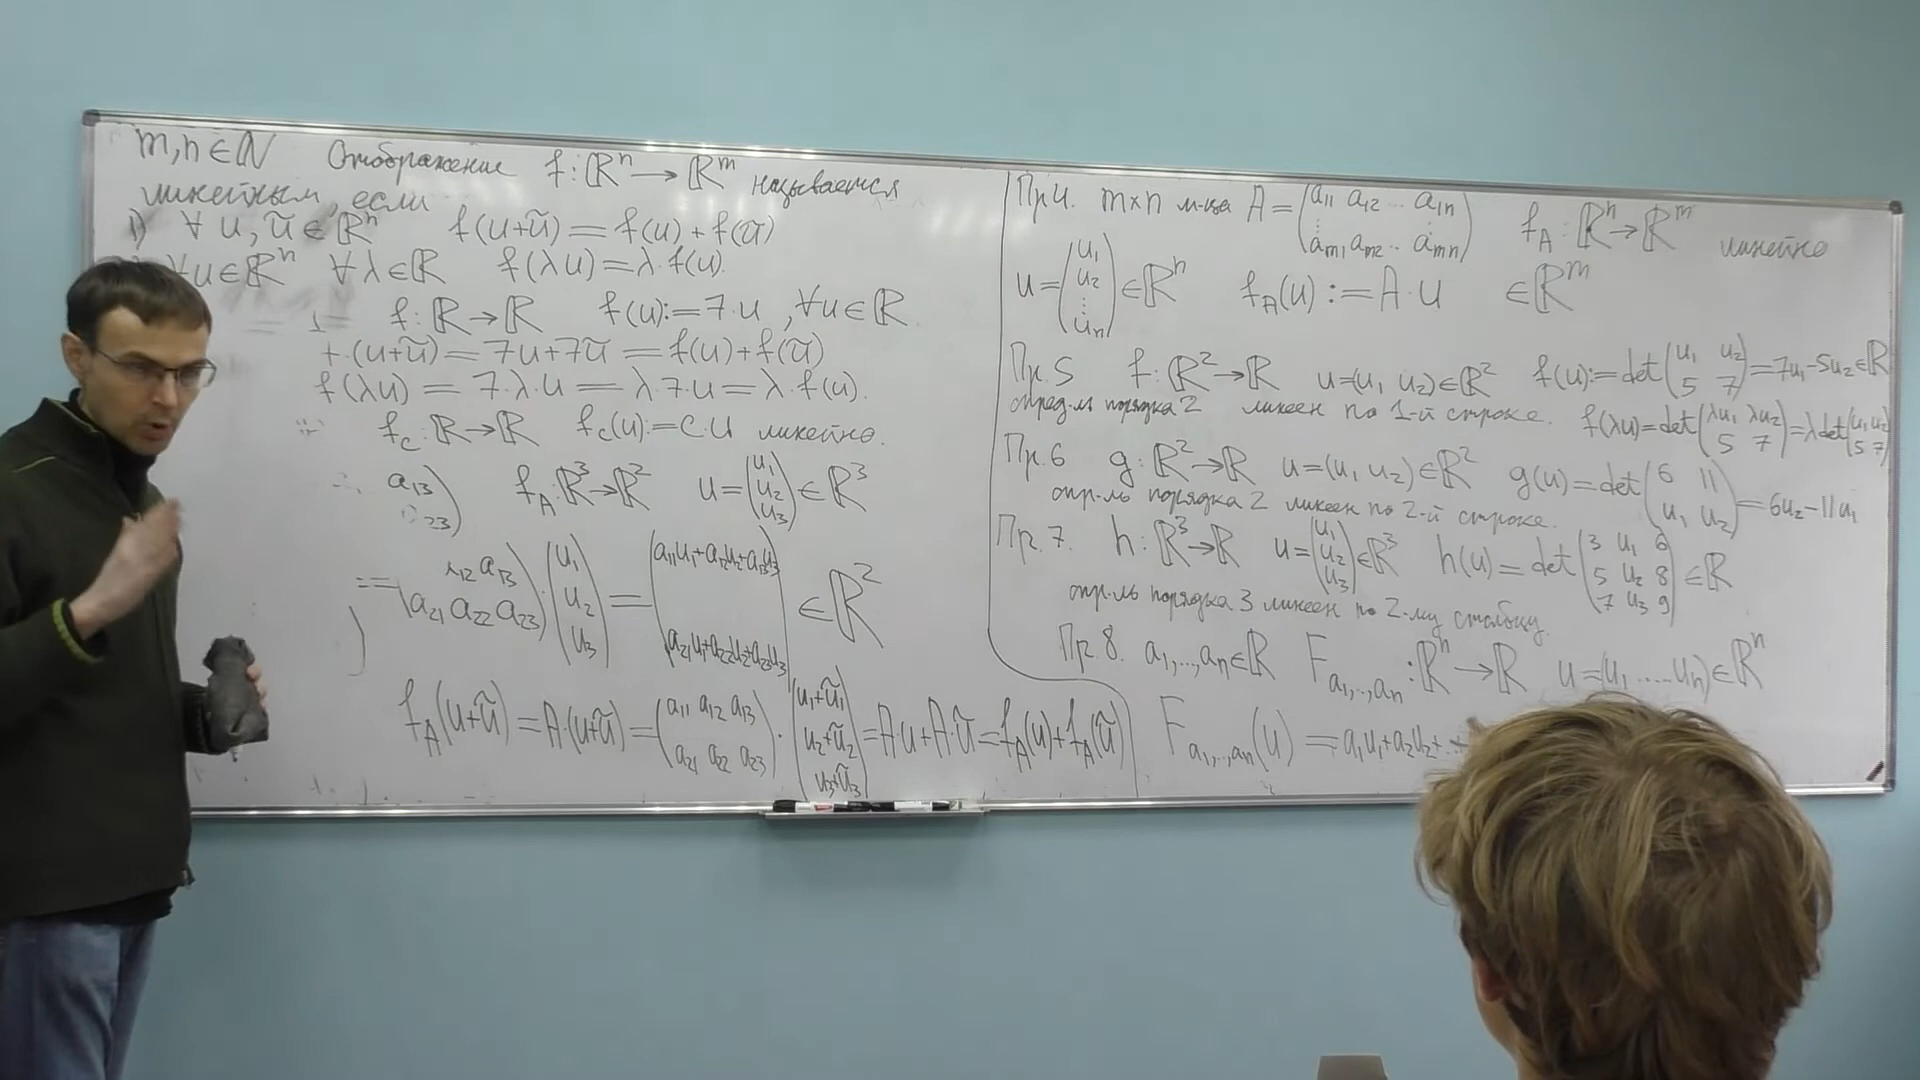 m,n∈ℕ Отображение f: ℝⁿ → ℝᵐ называется
линейным, если
1) ∀ u, ũ ∈ ℝⁿ f(u+ũ) = f(u) + f(ũ)
∀u∈ℝⁿ ∀λ∈ℝ f(λu) = λ·f(u).
f: ℝ→ℝ f(u):=7·u, ∀u∈ℝ
(u+ũ) = 7u+7ũ = f(u)+f(ũ)
f(λu) = 7·λ·u = λ·7·u = λ·f(u).
f_c: ℝ→ℝ f_c(u):=c·u линейно.
a₁₃ f_A: ℝ³→ℝ² u=(u₁ u₂ u₃)∈ℝ³
₂₃)
= (₁₂ a₁₃
a₂₁ a₂₂ a₂₃)·(u₁ u₂ u₃) = (a₁₁u₁+a₁₂u₂+a₁₃u₃
a₂₁u₁+a₂₂u₂+a₂₃u₃) ∈ℝ²
f_A(u+ũ) = A·(u+ũ) = (a₁₁ a₁₂ a₁₃
a₂₁ a₂₂ a₂₃)·(u₁+ũ₁
u₂+ũ₂
u₃+ũ₃) = A·u+A·ũ = f_A(u)+f_A(ũ)
Пр 4. m×n м-ца A = (a₁₁ a₁₂ ... a₁ₙ
aₘ₁ aₘ₂ .. aₘₙ) f_A: ℝⁿ→ℝᵐ линейно
u = (u₁ u₂ ⋮ uₙ) ∈ℝⁿ f_A(u) := A·u ∈ℝᵐ
Пр. 5 f: ℝ²→ℝ u=(u₁, u₂)∈ℝ² f(u):=det(u₁ u₂
5 7) = 7u₁-5u₂∈ℝ
опред-ль порядка 2 линеен по 1-й строке. f(λu)=det(λu₁ λu₂
5 7)=λdet(u₁ u₂
5 7)
Пр. 6 g: ℝ²→ℝ u=(u₁ u₂)∈ℝ² g(u)=det(6 11
u₁ u₂) = 6u₂-11u₁
опр-ль порядка 2 линеен по 2-й строке.
Пр. 7. h: ℝ³→ℝ u=(u₁ u₂ u₃)∈ℝ³ h(u) = det(3 u₁ 6
5 u₂ 8
7 u₃ 9) ∈ℝ
опр-ль порядка 3 линеен по 2-му столбцу.
Пр. 8. a₁,...,aₙ∈ℝ F_{a₁,..,aₙ}: ℝⁿ→ℝ u=(u₁.....uₙ)∈ℝⁿ
F_{a₁,..,aₙ}(u) = a₁u₁+a₂u₂+..+